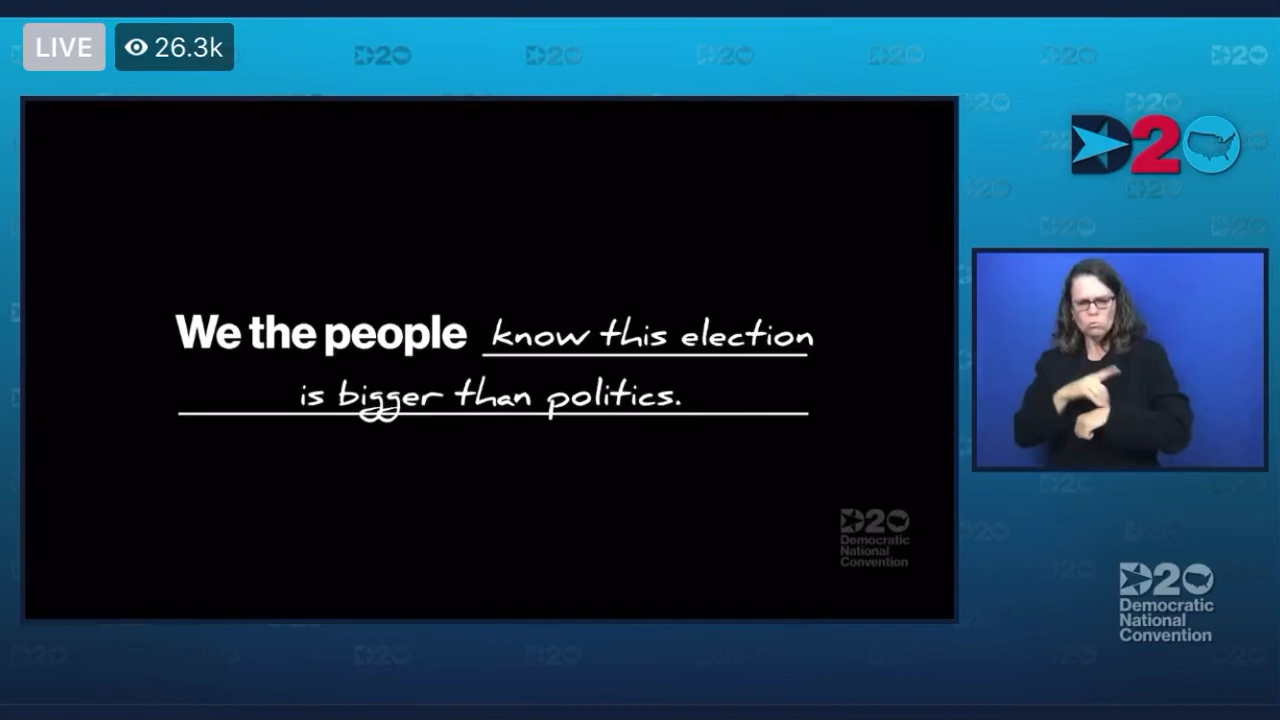 LIVE
26.3k
D20
We the people know this election
is bigger than politics.
D20
Democratic
National
Convention
D20
Democratic
National
Convention